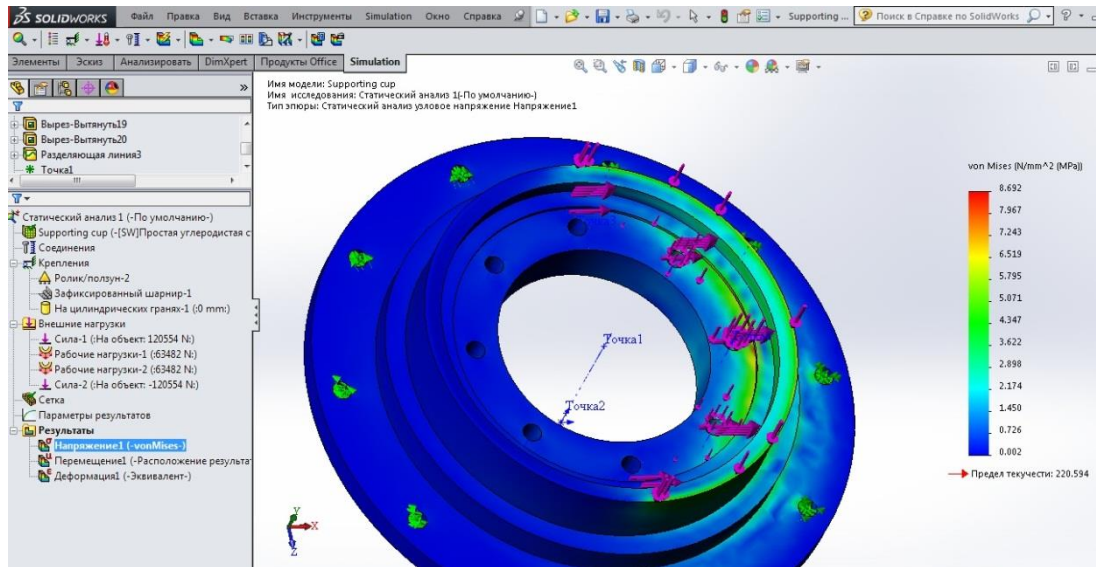 SOLIDWORKS Файл Правка Вид Вставка Инструменты Simulation Окно Справка Supporting ... Поиск в Справке по SolidWorks
Элементы Эскиз Анализировать DimXpert Продукты Office Simulation
Имя модели: Supporting cup
Имя исследования: Статический анализ 1(-По умолчанию-)
Тип эпюры: Статический анализ узловое напряжение Напряжение1
Вырез-Вытянуть19
Вырез-Вытянуть20
Разделяющая линия3
Точка1
Статический анализ 1 (-По умолчанию-)
Supporting cup (-[SW]Простая углеродистая с
Соединения
Крепления
Ролик/ползун-2
Зафиксированный шарнир-1
На цилиндрических гранях-1 (:0 mm:)
Внешние нагрузки
Сила-1 (:На объект: 120554 N:)
Рабочие нагрузки-1 (:63482 N:)
Рабочие нагрузки-2 (:63482 N:)
Сила-2 (:На объект: -120554 N:)
Сетка
Параметры результатов
Результаты
Напряжение1 (-vonMises-)
Перемещение1 (-Расположение результа
Деформация1 (-Эквивалент-)
Точка1
Точка2
Y
X
Z
von Mises (N/mm^2 (MPa))
8.692
7.967
7.243
6.519
5.795
5.071
4.347
3.622
2.898
2.174
1.450
0.726
0.002
Предел текучести: 220.594